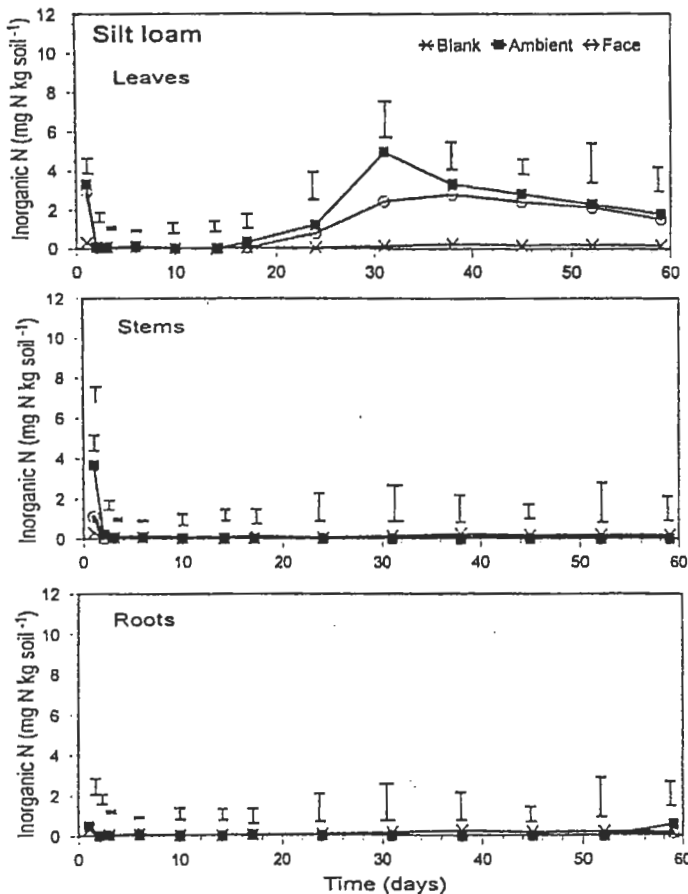 Silt loam
Blank Ambient Face
Leaves
Inorganic N (mg N kg soil⁻¹)
12
10
8
6
4
2
0
0 10 20 30 40 50 60
Stems
Inorganic N (mg N kg soil⁻¹)
12
10
8
6
4
2
0
0 10 20 30 40 50 60
Roots
Inorganic N (mg N kg soil⁻¹)
12
10
8
6
4
2
0
0 10 20 30 40 50 60
Time (days)